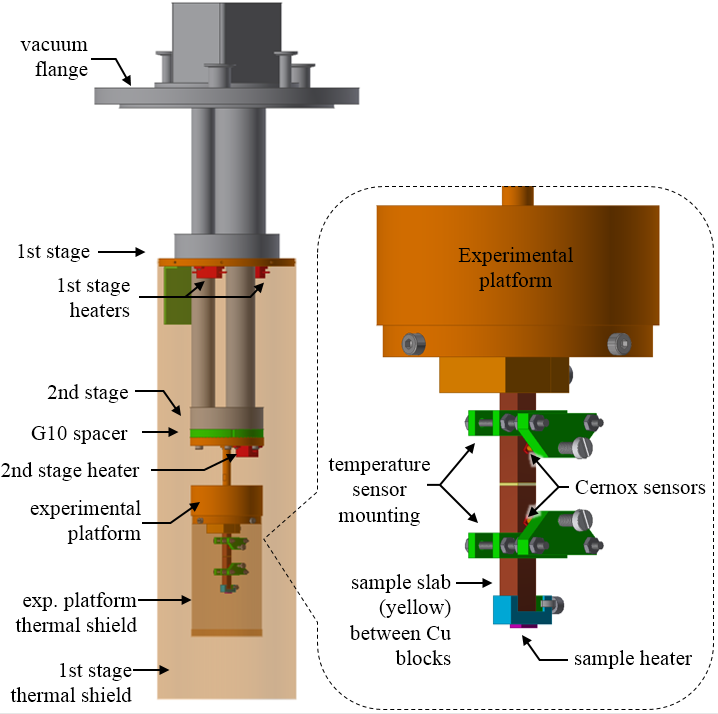 vacuum
flange
1st stage
1st stage
heaters
2nd stage
G10 spacer
2nd stage heater
experimental
platform
exp. platform
thermal shield
1st stage
thermal shield
Experimental
platform
temperature
sensor
mounting
Cernox sensors
sample slab
(yellow)
between Cu
blocks
sample heater